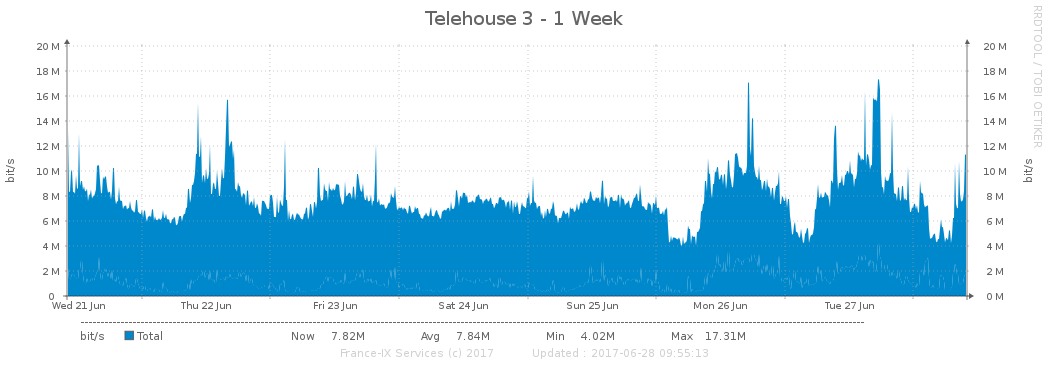 Telehouse 3 - 1 Week
RRDTOOL / TOBI OETIKER
20 M 20 M
18 M 18 M
16 M 16 M
14 M 14 M
12 M 12 M
10 M 10 M
8 M 8 M
6 M 6 M
4 M 4 M
2 M 2 M
0 0 M
bit/s
bit/s
Wed 21 Jun Thu 22 Jun Fri 23 Jun Sat 24 Jun Sun 25 Jun Mon 26 Jun Tue 27 Jun
bit/s Total Now 7.82M Avg 7.84M Min 4.02M Max 17.31M
France-IX Services (c) 2017 Updated : 2017-06-28 09:55:13